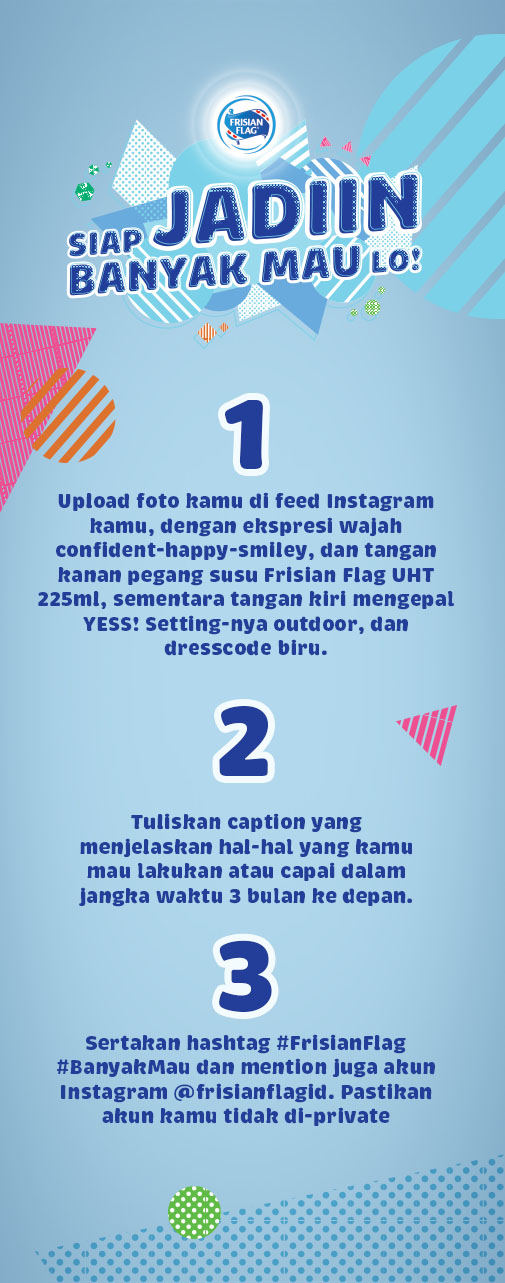 FRISIAN
FLAG
SIAP JADIIN
BANYAK MAU LO!
1
Upload foto kamu di feed Instagram
kamu, dengan ekspresi wajah
confident-happy-smiley, dan tangan
kanan pegang susu Frisian Flag UHT
225ml, sementara tangan kiri mengepal
YESS! Setting-nya outdoor, dan
dresscode biru.
2
Tuliskan caption yang
menjelaskan hal-hal yang kamu
mau lakukan atau capai dalam
jangka waktu 3 bulan ke depan.
3
Sertakan hashtag #FrisianFlag
#BanyakMau dan mention juga akun
Instagram @frisianflagid. Pastikan
akun kamu tidak di-private